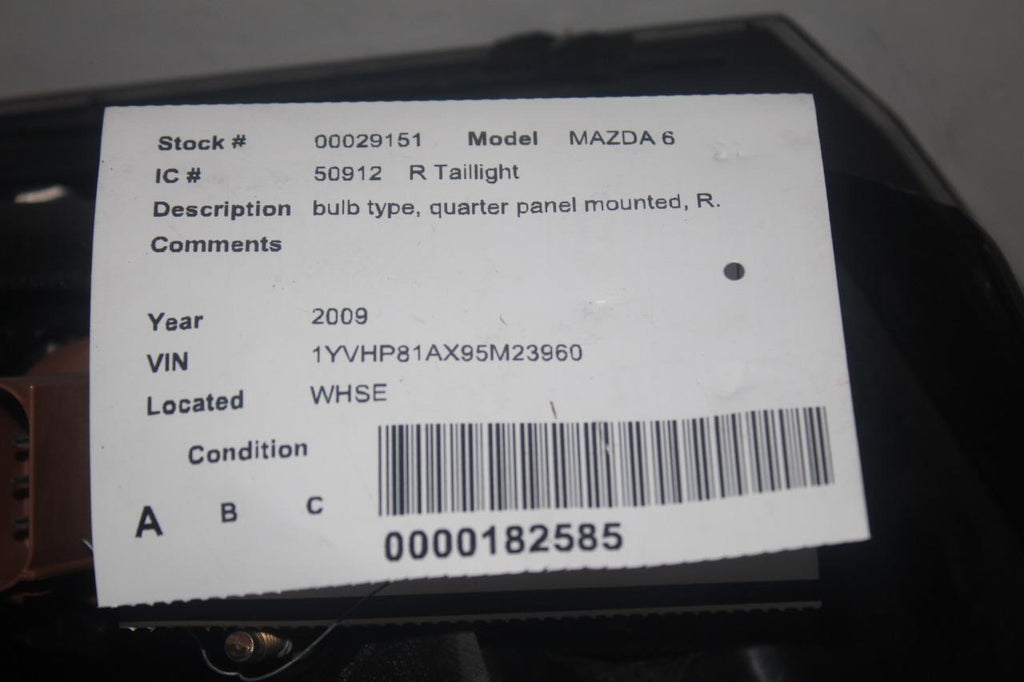 Stock # 00029151 Model MAZDA 6
IC # 50912 R Taillight
Description bulb type, quarter panel mounted, R.
Comments
Year 2009
VIN 1YVHP81AX95M23960
Located WHSE
Condition
A B C
0000182585